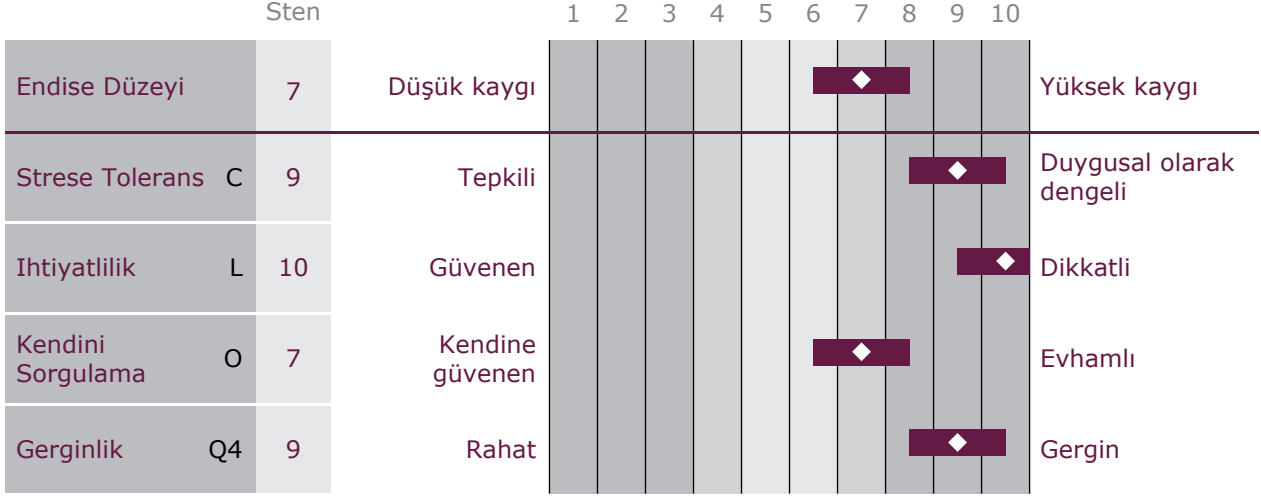 Sten 1 2 3 4 5 6 7 8 9 10
Endise Düzeyi 7 Düşük kaygı Yüksek kaygı
Strese Tolerans C 9 Tepkili Duygusal olarak
dengeli
Ihtiyatlilik L 10 Güvenen Dikkatli
Kendini
Sorgulama O 7 Kendine
güvenen Evhamlı
Gerginlik Q4 9 Rahat Gergin